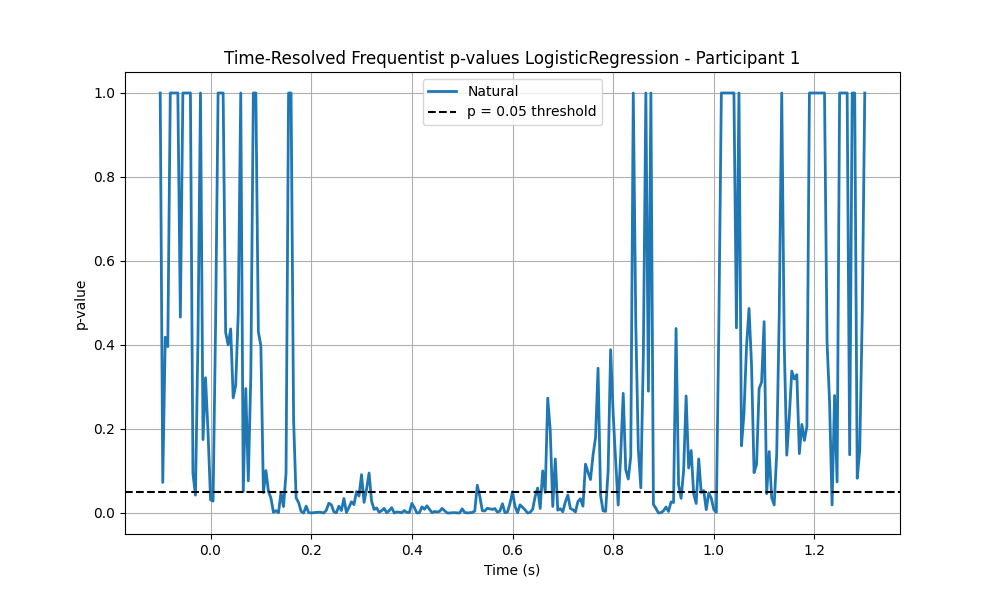 Time-Resolved Frequentist p-values LogisticRegression - Participant 1
Natural
p = 0.05 threshold
p-value
1.0
0.8
0.6
0.4
0.2
0.0
0.0 0.2 0.4 0.6 0.8 1.0 1.2
Time (s)